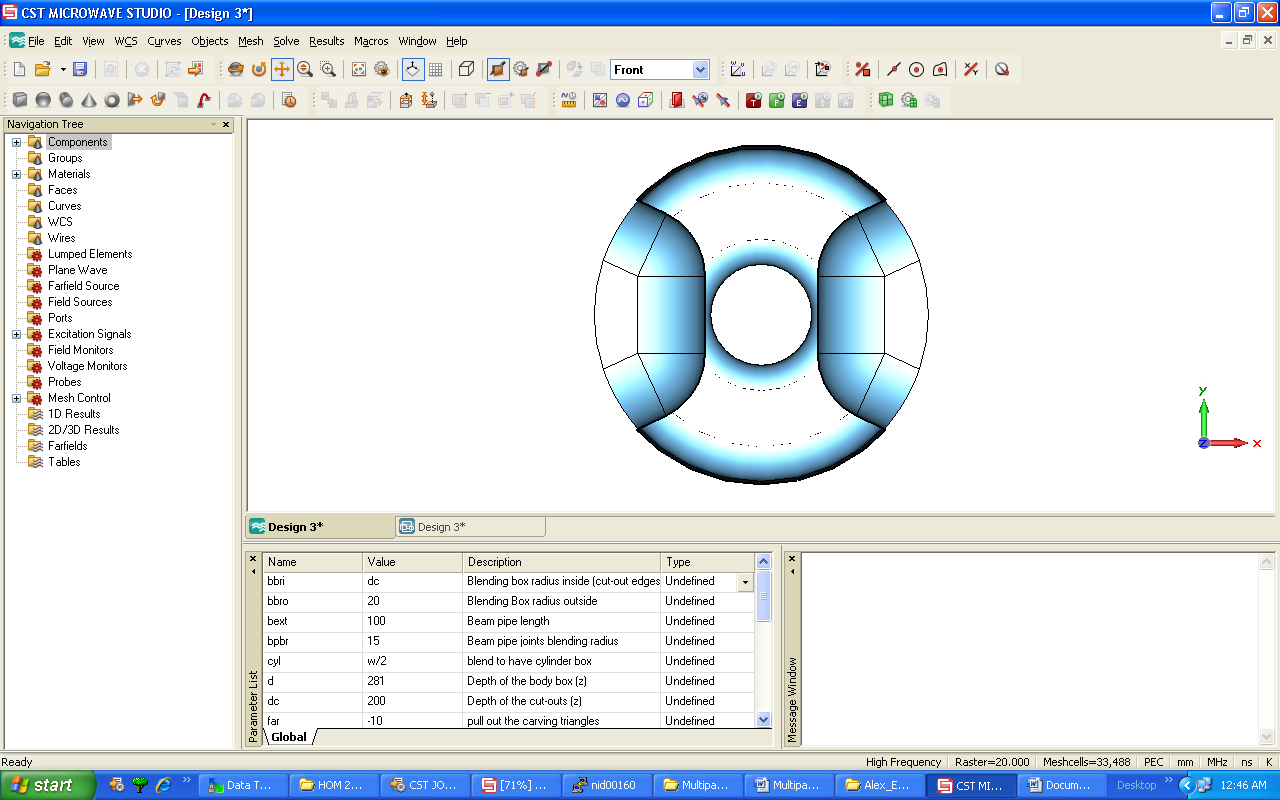 CST MICROWAVE STUDIO - [Design 3*]
File Edit View WCS Curves Objects Mesh Solve Results Macros Window Help
Front
Navigation Tree
Components
Groups
Materials
Faces
Curves
WCS
Wires
Lumped Elements
Plane Wave
Farfield Source
Field Sources
Ports
Excitation Signals
Field Monitors
Voltage Monitors
Probes
Mesh Control
1D Results
2D/3D Results
Farfields
Tables
y
x
z
Design 3* Design 3*
Parameter List
Name Value Description Type
bbri dc Blending box radius inside (cut-out edges Undefined
bbro 20 Blending Box radius outside Undefined
bext 100 Beam pipe length Undefined
bpbr 15 Beam pipe joints blending radius Undefined
cyl w/2 blend to have cylinder box Undefined
d 281 Depth of the body box (z) Undefined
dc 200 Depth of the cut-outs (z) Undefined
far -10 pull out the carving triangles Undefined
Global
Message Window
Ready High Frequency Raster=20.000 Meshcells=33,488 PEC mm MHz ns K
start Data T... HOM 2... CST JO... [71%] ... nid00160 Multipa... Multipa... Alex_E... CST MI... Docum... Desktop 12:46 AM